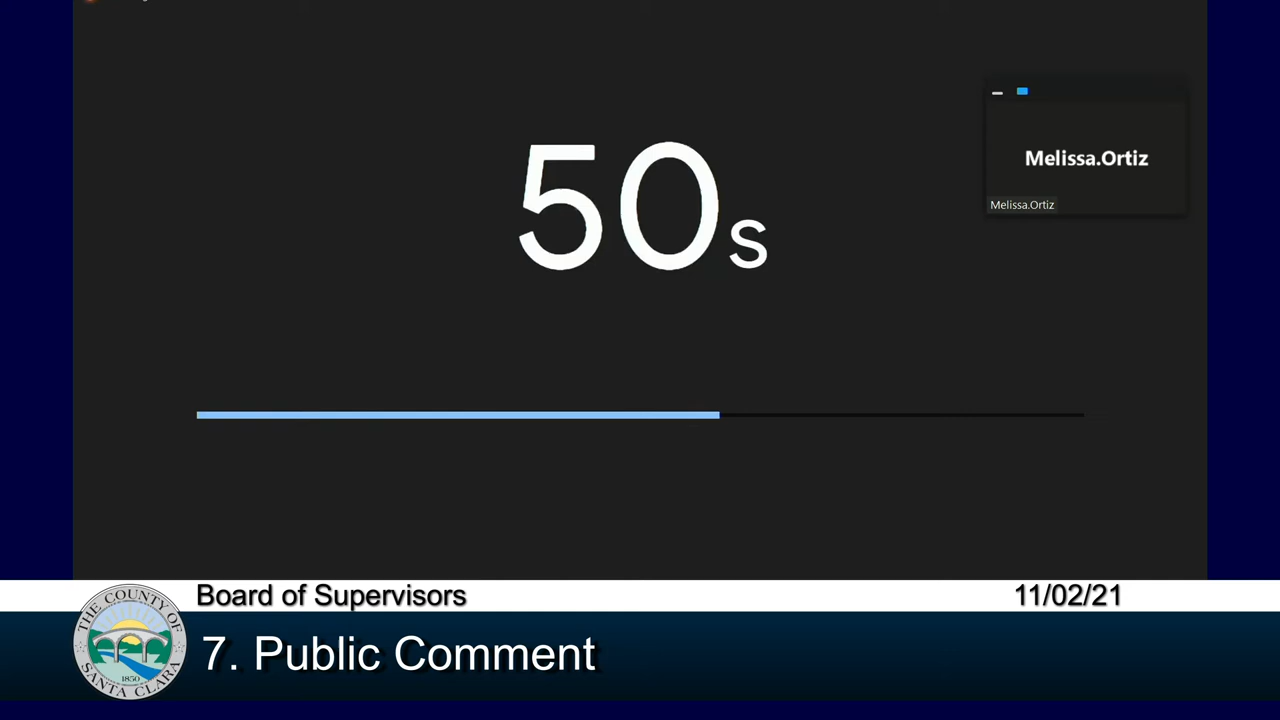 50s
Melissa.Ortiz
Melissa.Ortiz
Board of Supervisors
11/02/21
7. Public Comment
THE COUNTY OF
SANTA CLARA
1850